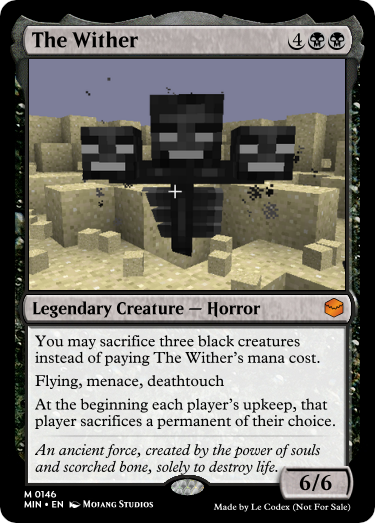 The Wither 4
Legendary Creature — Horror
You may sacrifice three black creatures
instead of paying The Wither's mana cost.
Flying, menace, deathtouch
At the beginning each player's upkeep, that
player sacrifices a permanent of their choice.
An ancient force, created by the power of souls
and scorched bone, solely to destroy life.
6/6
M 0146
MIN • EN Mojang Studios
Made by Le Codex (Not For Sale)